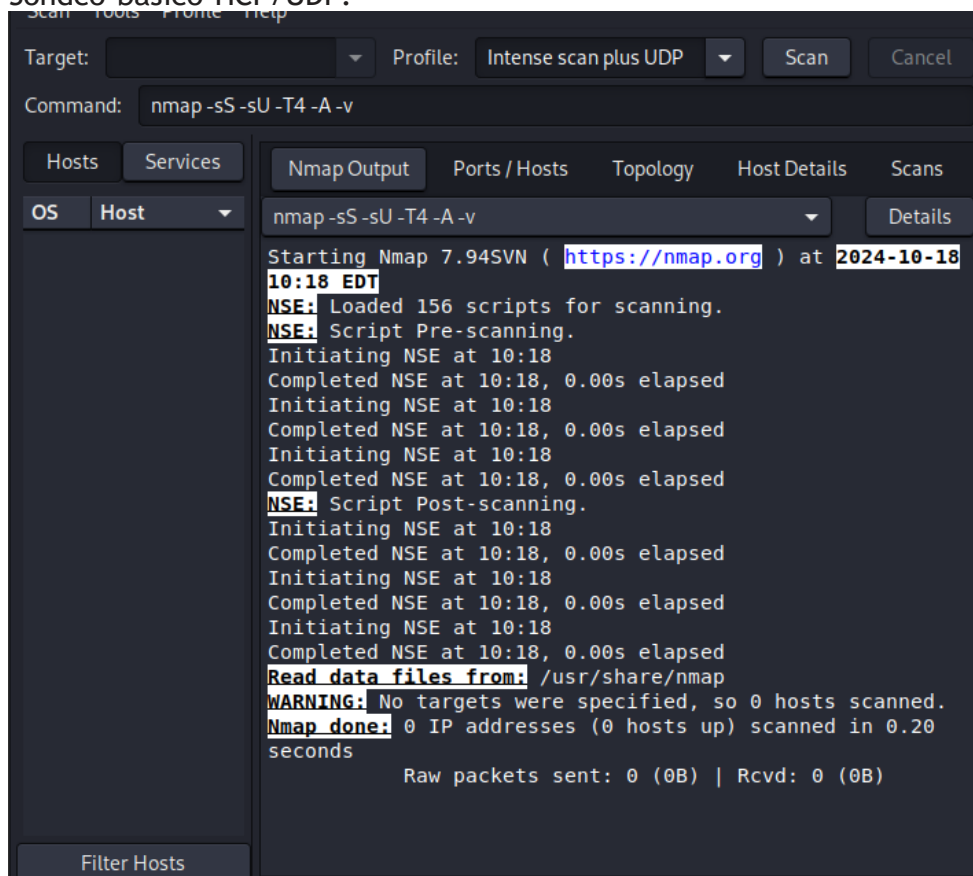 Sondeo básico TICP/UDP:
Scan Tools Profile Help
Target: Profile: Intense scan plus UDP Scan Cancel
Command: nmap -sS -sU -T4 -A -v
Hosts Services Nmap Output Ports / Hosts Topology Host Details Scans
OS Host nmap -sS -sU -T4 -A -v Details
Starting Nmap 7.94SVN ( https://nmap.org ) at 2024-10-18
10:18 EDT
NSE: Loaded 156 scripts for scanning.
NSE: Script Pre-scanning.
Initiating NSE at 10:18
Completed NSE at 10:18, 0.00s elapsed
Initiating NSE at 10:18
Completed NSE at 10:18, 0.00s elapsed
Initiating NSE at 10:18
Completed NSE at 10:18, 0.00s elapsed
NSE: Script Post-scanning.
Initiating NSE at 10:18
Completed NSE at 10:18, 0.00s elapsed
Initiating NSE at 10:18
Completed NSE at 10:18, 0.00s elapsed
Initiating NSE at 10:18
Completed NSE at 10:18, 0.00s elapsed
Read data files from: /usr/share/nmap
WARNING: No targets were specified, so 0 hosts scanned.
Nmap done: 0 IP addresses (0 hosts up) scanned in 0.20
seconds
Raw packets sent: 0 (0B) | Rcvd: 0 (0B)
Filter Hosts